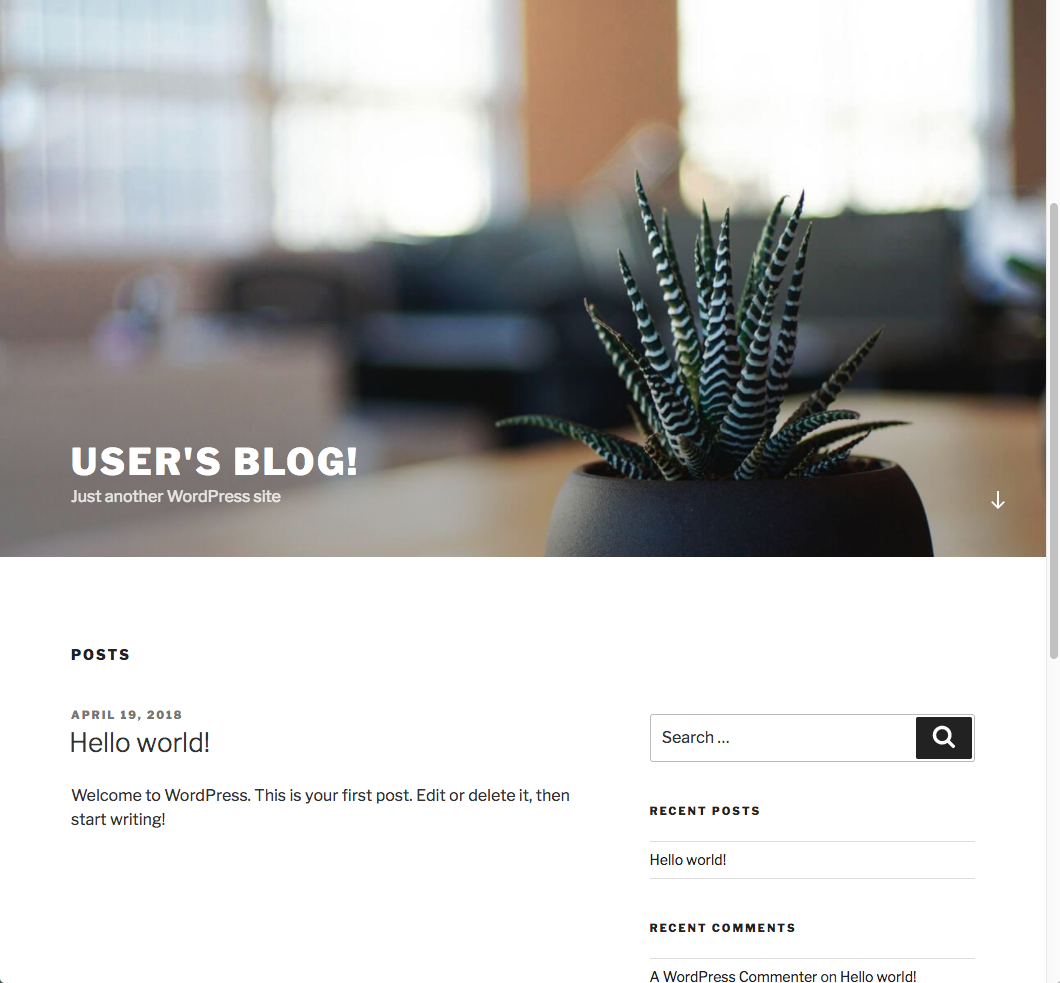 USER'S BLOG!
Just another WordPress site
POSTS
APRIL 19, 2018
Hello world!
Welcome to WordPress. This is your first post. Edit or delete it, then
start writing!
Search …
RECENT POSTS
Hello world!
RECENT COMMENTS
A WordPress Commenter on Hello world!